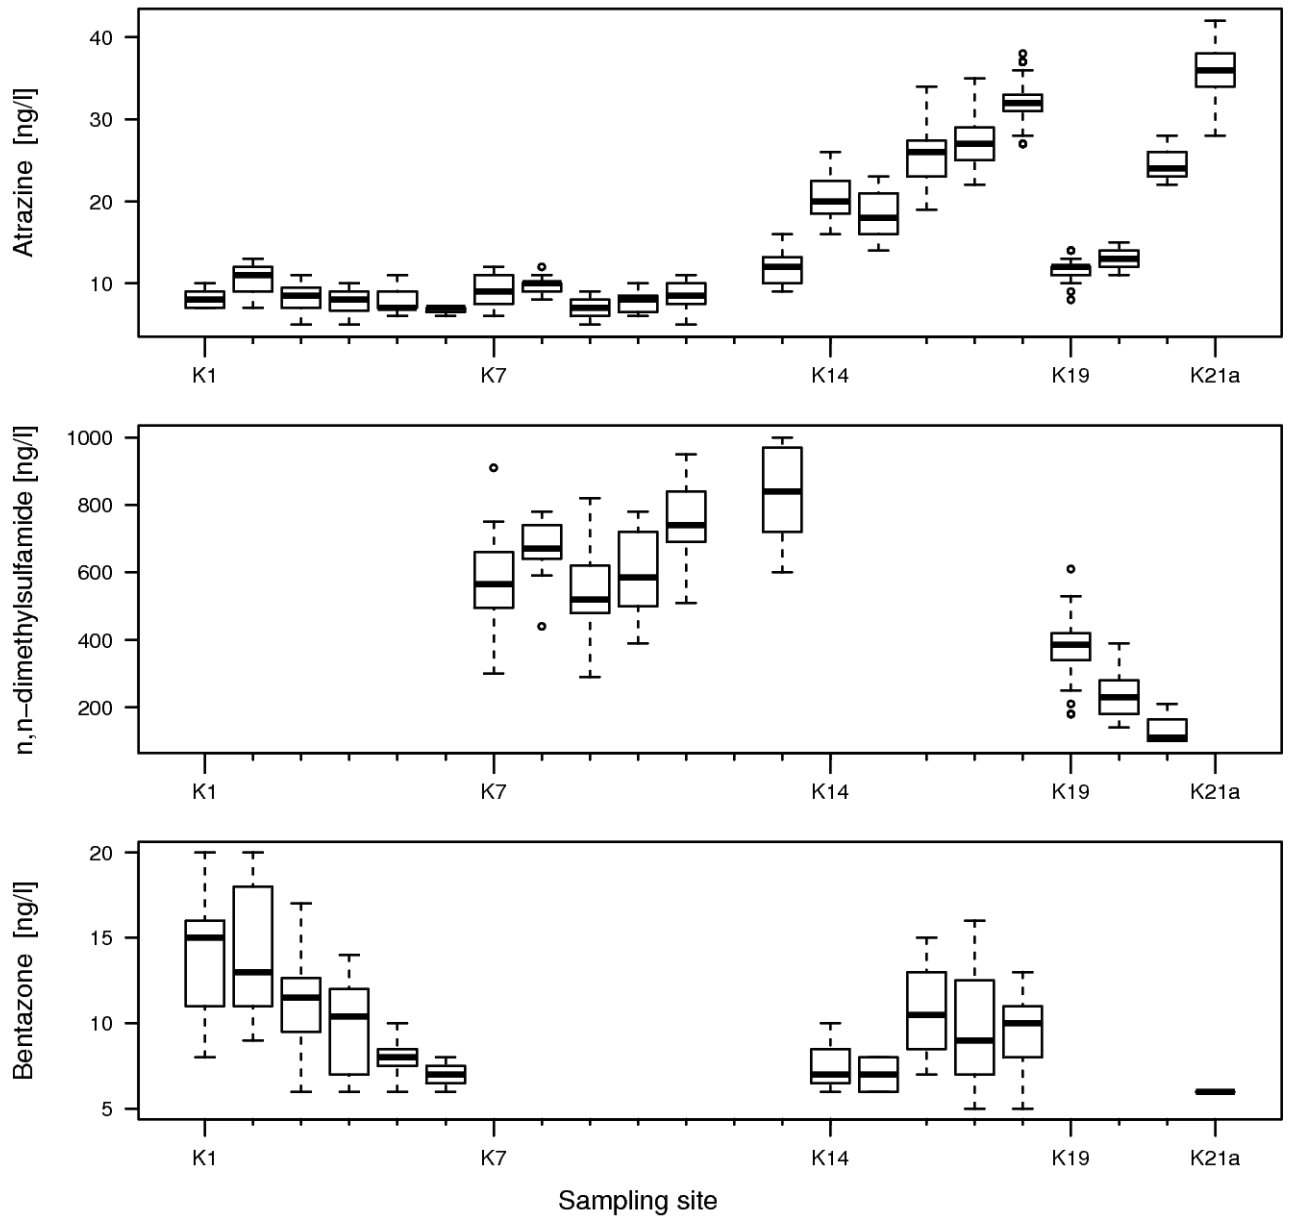 Atrazine [ng/l]
40
30
20
10
K1 K7 K14 K19 K21a
n,n−dimethylsulfamide [ng/l]
1000
800
600
400
200
K1 K7 K14 K19 K21a
Bentazone [ng/l]
20
15
10
5
K1 K7 K14 K19 K21a
Sampling site